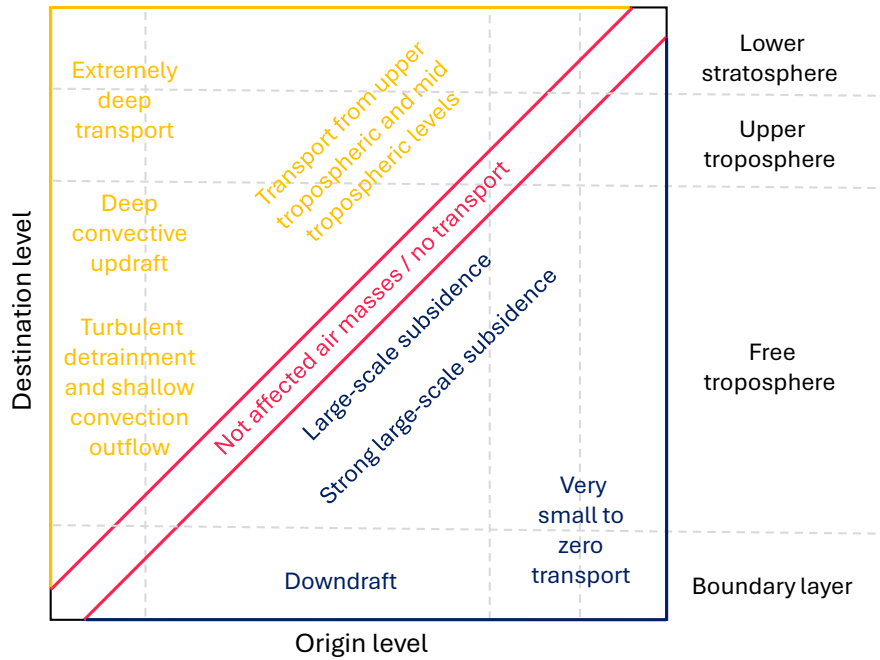 Extremely
deep
transport
Transport from upper
tropospheric and mid
tropospheric levels
Lower
stratosphere
Upper
troposphere
Deep
convective
updraft
Not affected air masses / no transport
Destination level
Turbulent
detrainment
and shallow
convection
outflow
Large-scale subsidence
Strong large-scale subsidence
Free
troposphere
Very
small to
zero
transport
Downdraft
Boundary layer
Origin level